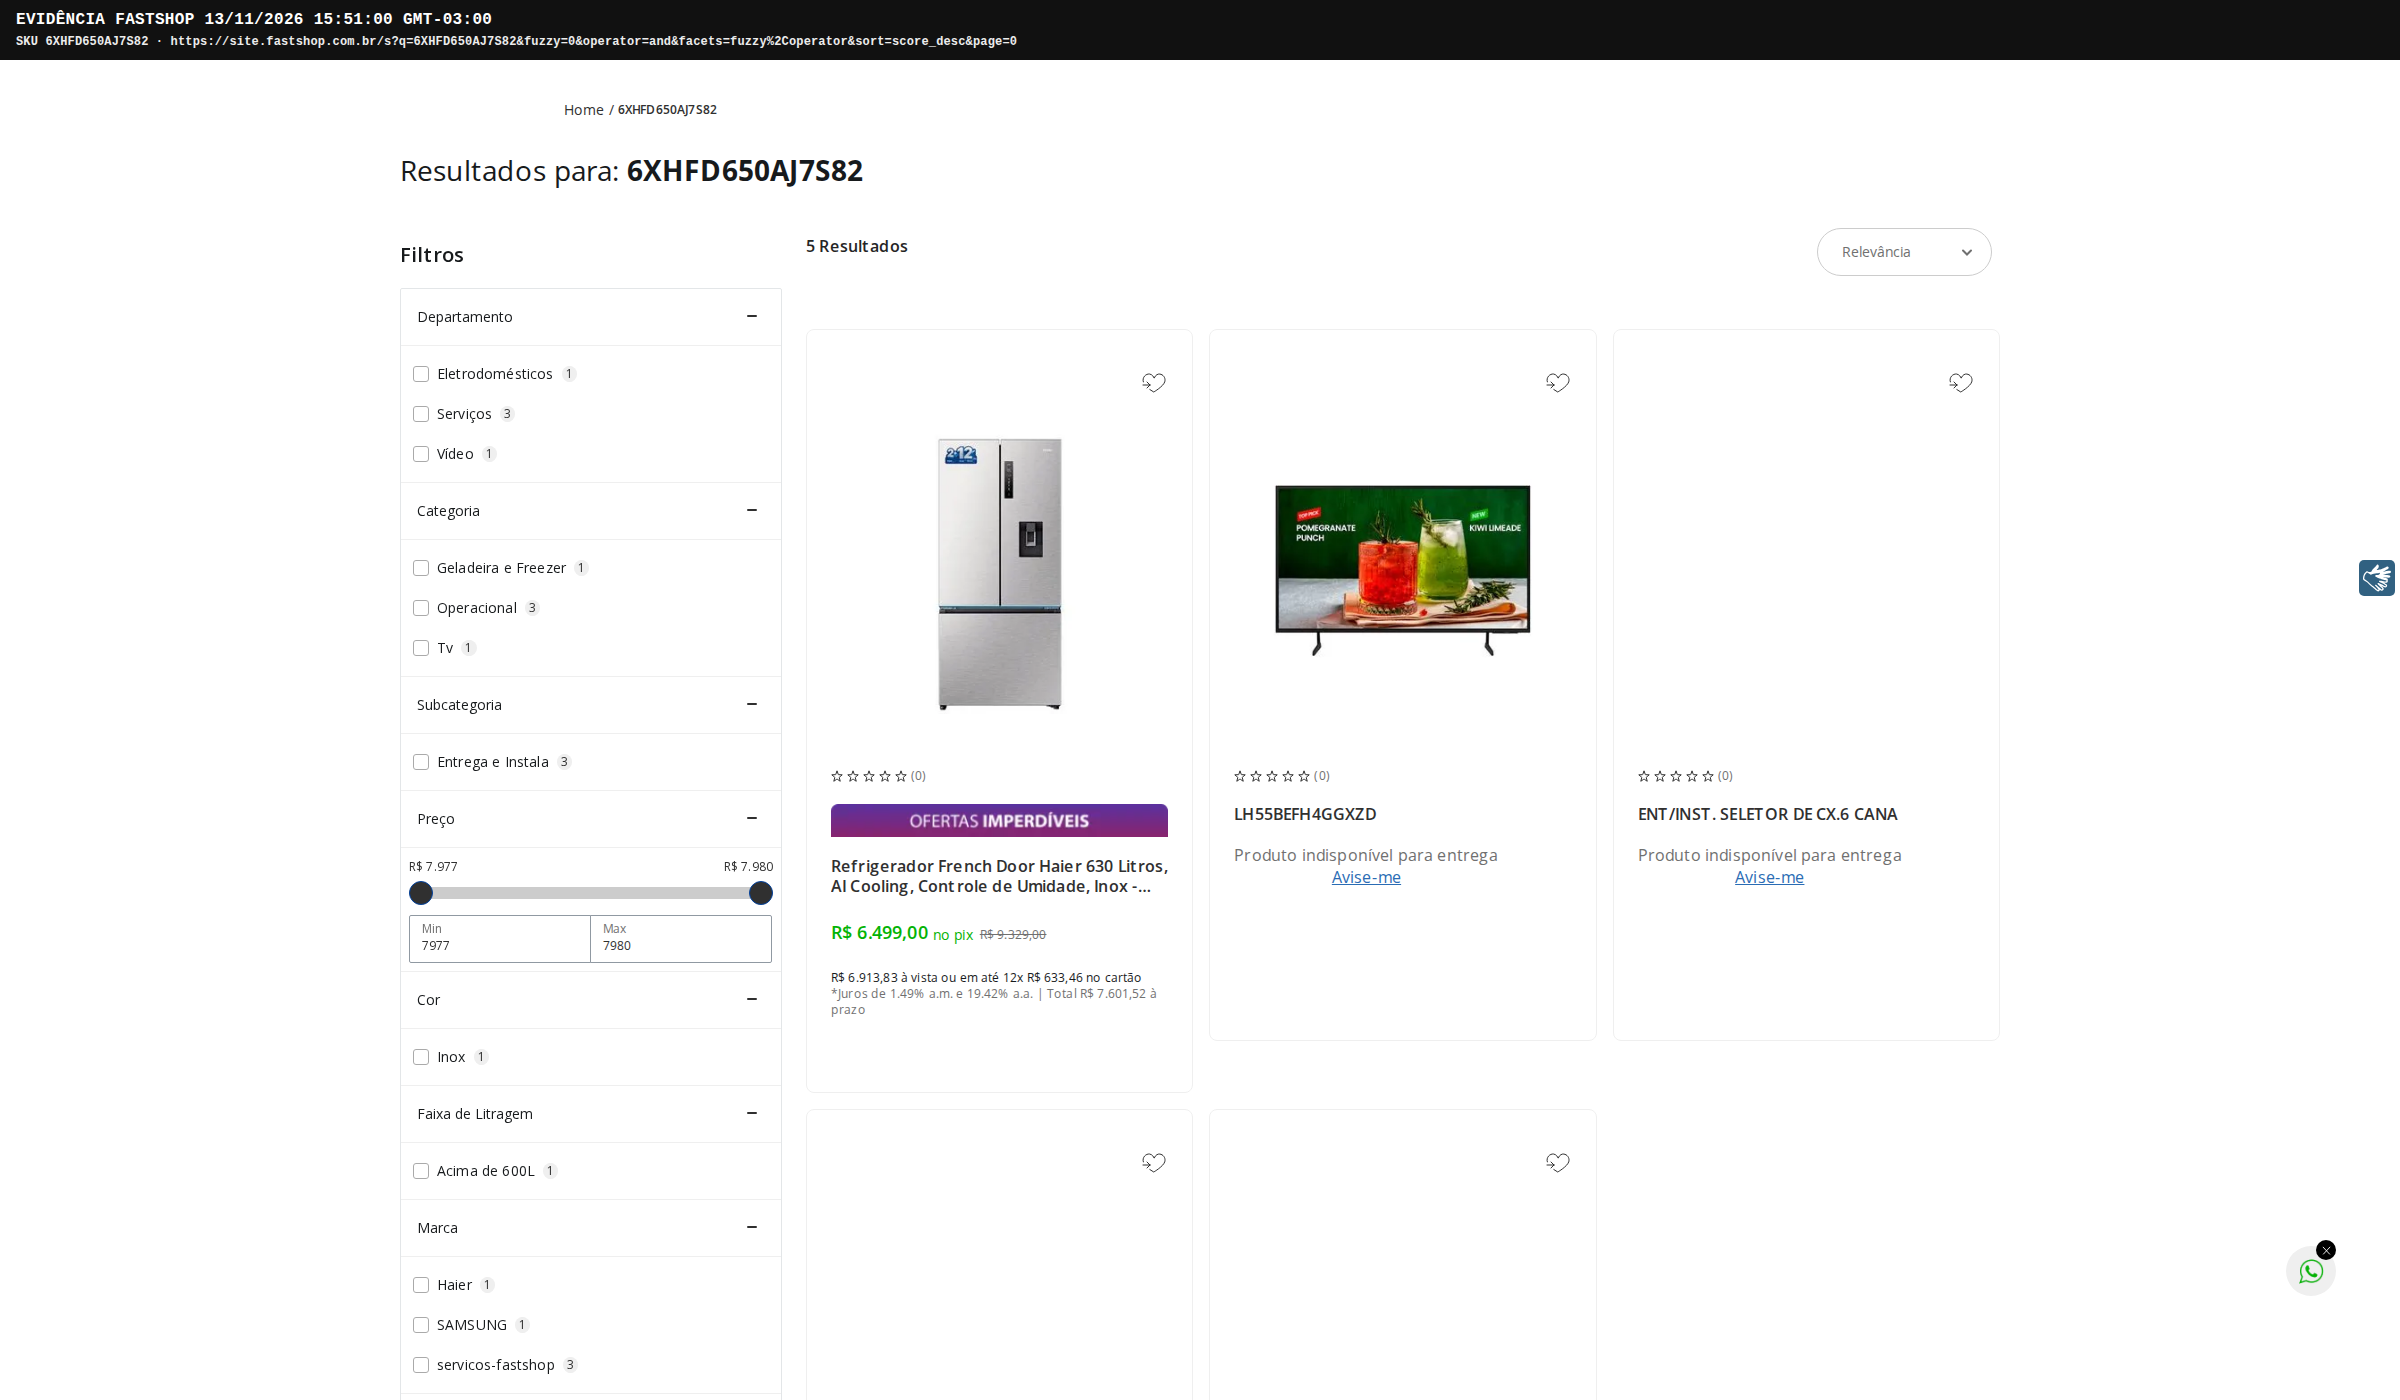 EVIDÊNCIA FASTSHOP 13/11/2026 15:51:00 GMT-03:00
SKU 6XHFD650AJ7S82 · https://site.fastshop.com.br/s?q=6XHFD650AJ7S82&fuzzy=0&operator=and&facets=fuzzy%2Coperator&sort=score_desc&page=0
Home / 6XHFD650AJ7S82
Resultados para: 6XHFD650AJ7S82
Filtros
5 Resultados
Relevância
Departamento
Eletrodomésticos 1
Serviços 3
Vídeo 1
Categoria
Geladeira e Freezer 1
Operacional 3
Tv 1
Subcategoria
Entrega e Instala 3
Preço
R$ 7.977 R$ 7.980
Min Max
7977 7980
Cor
Inox 1
Faixa de Litragem
Acima de 600L 1
Marca
Haier 1
SAMSUNG 1
servicos-fastshop 3
(0)
OFERTAS IMPERDÍVEIS
Refrigerador French Door Haier 630 Litros,
AI Cooling, Controle de Umidade, Inox -...
R$ 6.499,00 no pix R$ 9.329,00
R$ 6.913,83 à vista ou em até 12x R$ 633,46 no cartão
*Juros de 1.49% a.m. e 19.42% a.a. | Total R$ 7.601,52 à
prazo
TOP PICK
POMEGRANATE
PUNCH
NEW
KIWI LIMEADE
(0)
LH55BEFH4GGXZD
Produto indisponível para entrega
Avise-me
(0)
ENT/INST. SELETOR DE CX.6 CANA
Produto indisponível para entrega
Avise-me